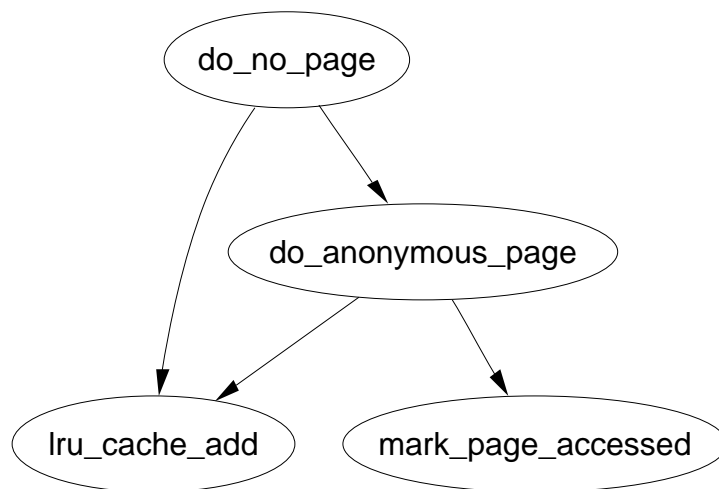 do_no_page
do_anonymous_page
lru_cache_add
mark_page_accessed